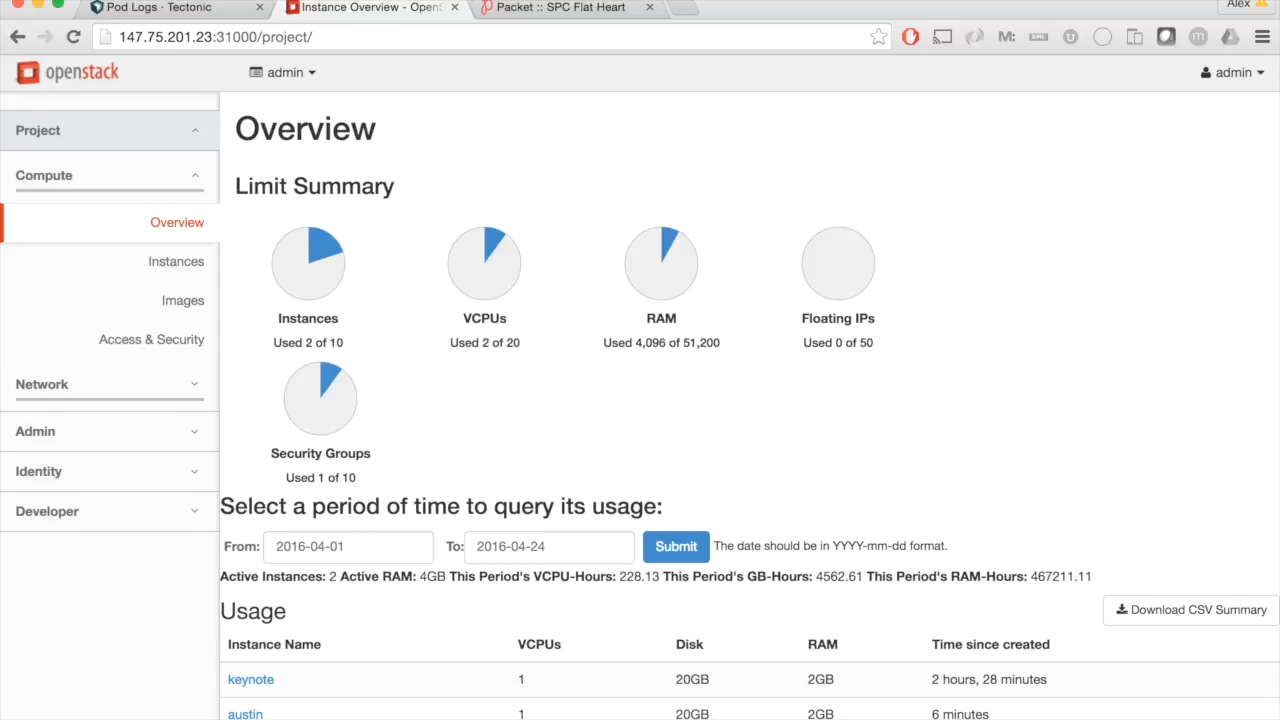 Pod Logs · Tectonic
Instance Overview - OpenS
Packet :: SPC Flat Heart
Alex
147.75.201.23:31000/project/
openstack
admin
admin
Project
Compute
Overview
Instances
Images
Access & Security
Network
Admin
Identity
Developer
Overview
Limit Summary
Instances
Used 2 of 10
VCPUs
Used 2 of 20
RAM
Used 4,096 of 51,200
Floating IPs
Used 0 of 50
Security Groups
Used 1 of 10
Select a period of time to query its usage:
From: 2016-04-01 To: 2016-04-24 Submit The date should be in YYYY-mm-dd format.
Active Instances: 2 Active RAM: 4GB This Period's VCPU-Hours: 228.13 This Period's GB-Hours: 4562.61 This Period's RAM-Hours: 467211.11
Usage
Download CSV Summary
Instance Name VCPUs Disk RAM Time since created
keynote 1 20GB 2GB 2 hours, 28 minutes
austin 1 20GB 2GB 6 minutes